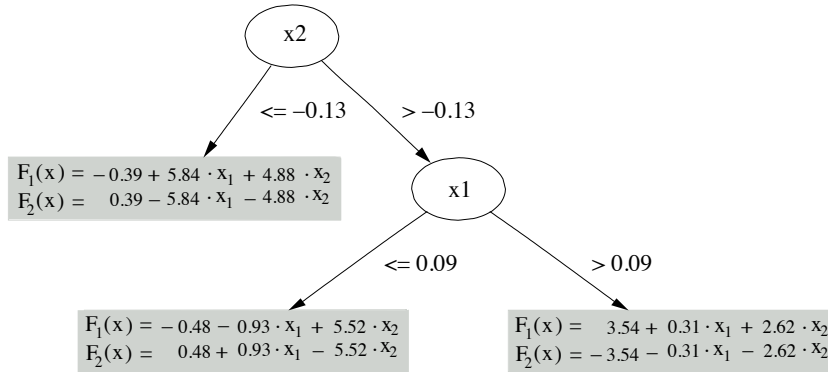 x2
<= –0.13
> –0.13
F₁(x) = – 0.39 + 5.84 · x₁ + 4.88 · x₂
F₂(x) = 0.39 – 5.84 · x₁ – 4.88 · x₂
x1
<= 0.09
> 0.09
F₁(x) = – 0.48 – 0.93 · x₁ + 5.52 · x₂
F₂(x) = 0.48 + 0.93 · x₁ – 5.52 · x₂
F₁(x) = 3.54 + 0.31 · x₁ + 2.62 · x₂
F₂(x) = – 3.54 – 0.31 · x₁ – 2.62 · x₂